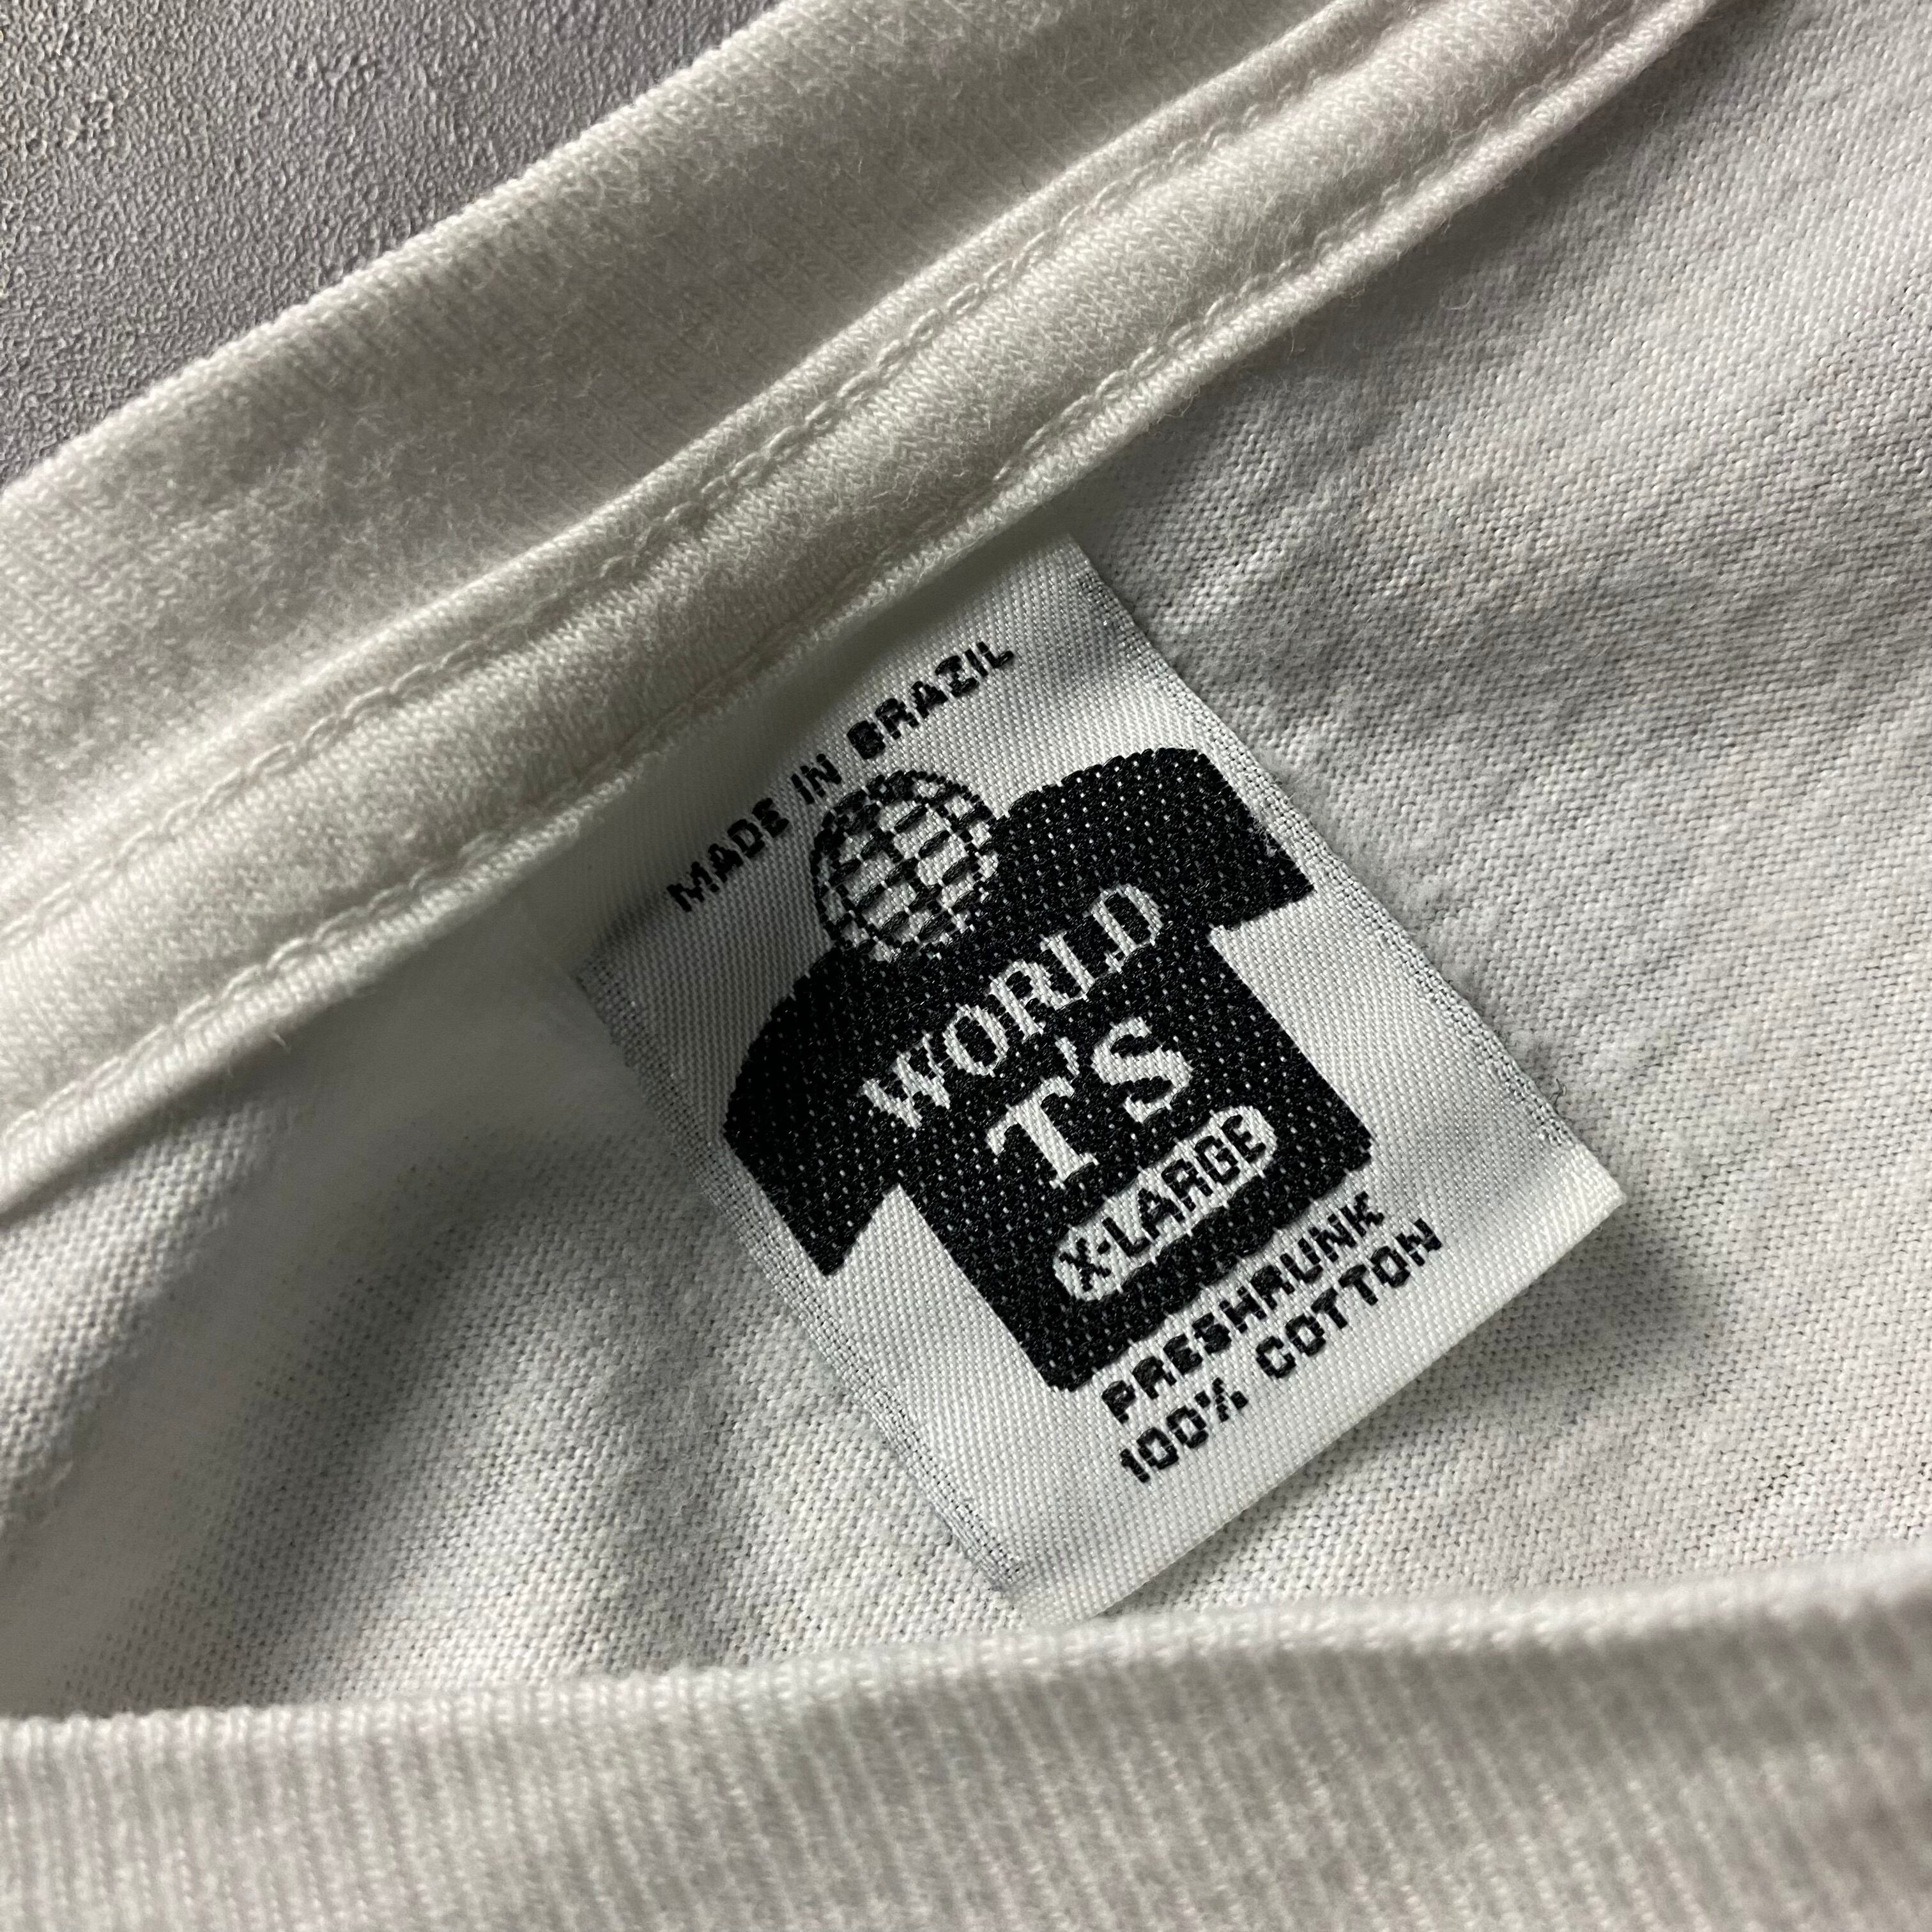 MADE IN BRAZIL
WORLD
T'S
X-LARGE
PRESHRUNK
100% COTTON